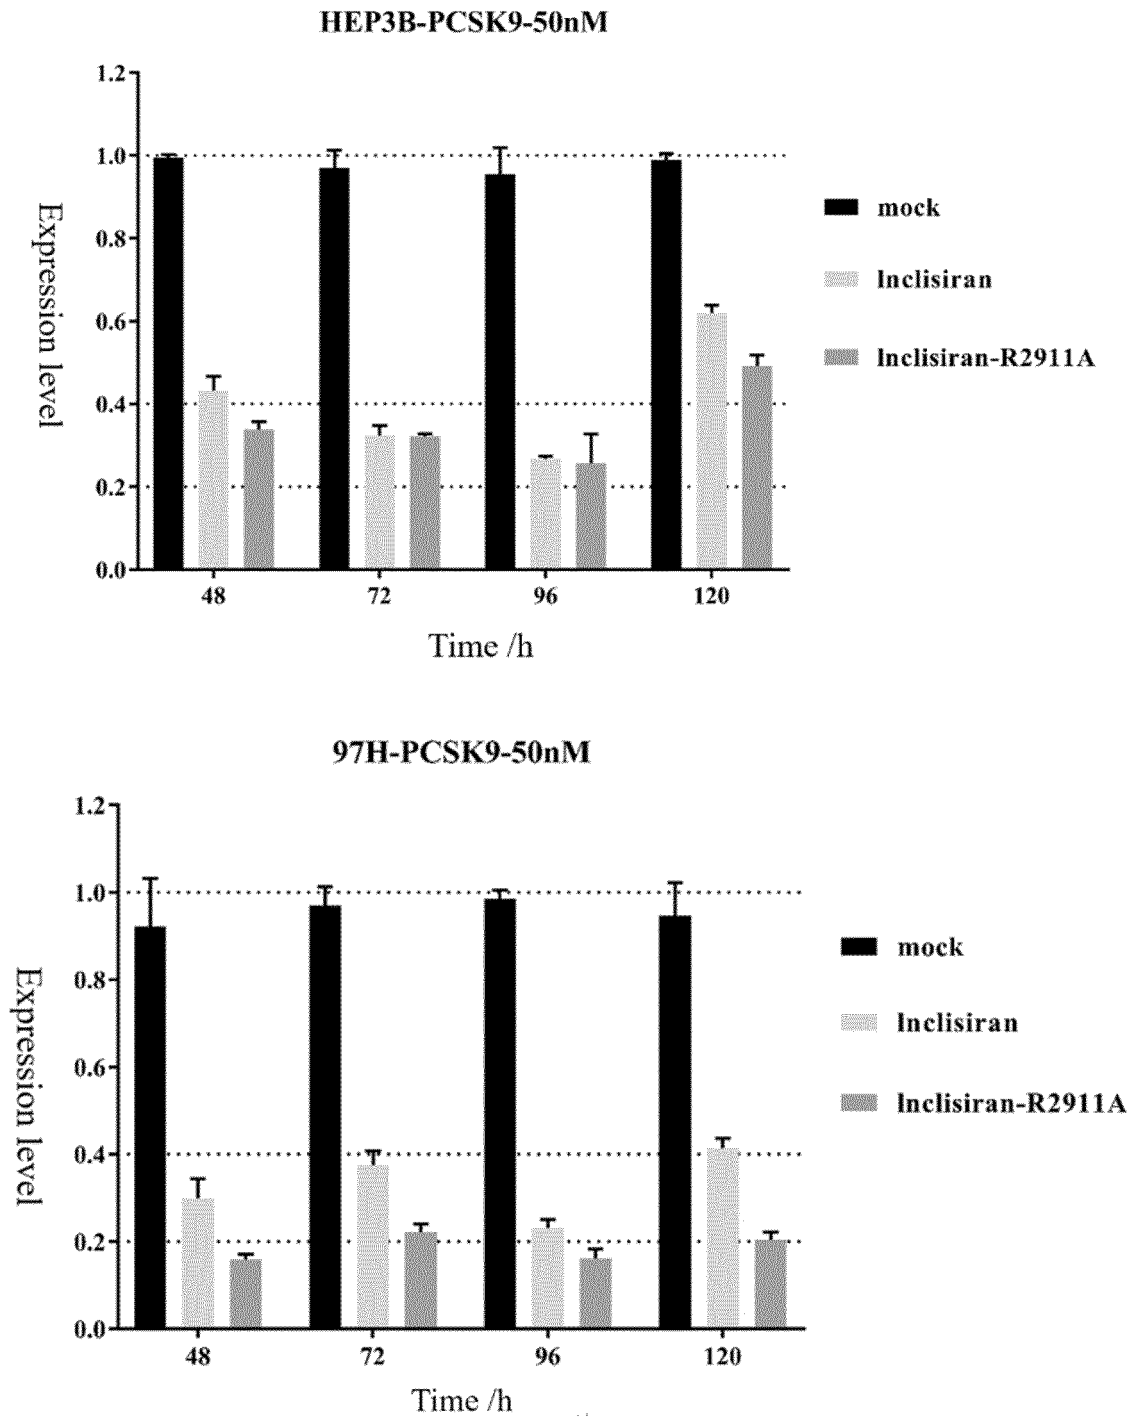 HEP3B-PCSK9-50nM
1.2
1.0
0.8
0.6
0.4
0.2
0.0
Expression level
48 72 96 120
Time /h
mock
Inclisiran
Inclisiran-R2911A
97H-PCSK9-50nM
1.2
1.0
0.8
0.6
0.4
0.2
0.0
Expression level
48 72 96 120
Time /h
mock
Inclisiran
Inclisiran-R2911A